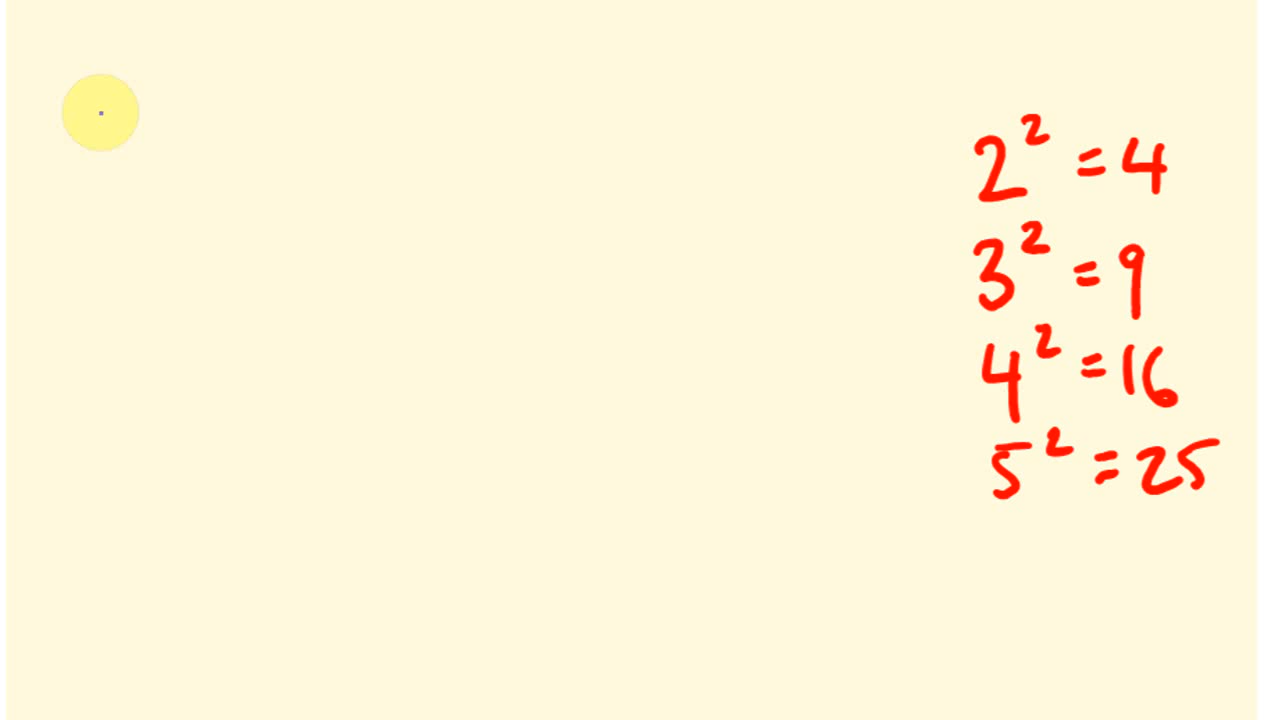 2² = 4
3² = 9
4² = 16
5² = 25